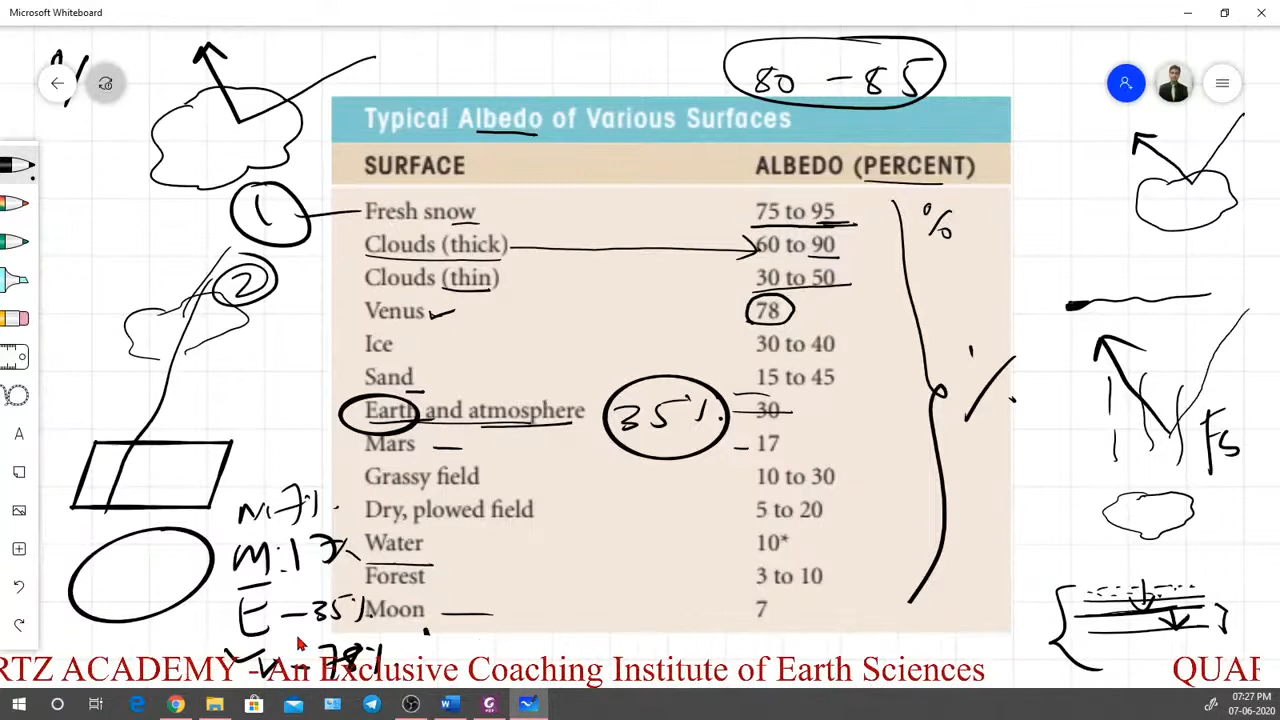 Microsoft Whiteboard
80 - 85
Typical Albedo of Various Surfaces
SURFACE ALBEDO (PERCENT)
1
Fresh snow 75 to 95
%
Clouds (thick) 60 to 90
2
Clouds (thin) 30 to 50
Venus 78
Ice 30 to 40
Sand 15 to 45
%
Earth and atmosphere 35%. 30
Fs
Mars 17
Grassy field 10 to 30
M-7%.
Dry, plowed field 5 to 20
Water 10*
Forest 3 to 10
E - 35%.
Moon 7
V - 78%.
RTZ ACADEMY - An Exclusive Coaching Institute of Earth Sciences QUAR
A
07:27 PM
07-06-2020